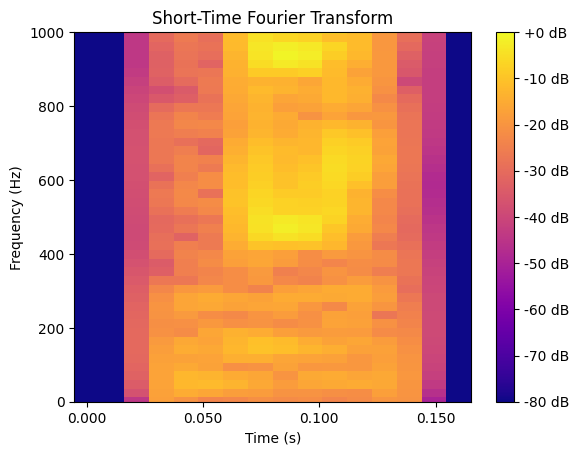 Short-Time Fourier Transform
1000
800
600
400
200
0
Frequency (Hz)
0.000
0.050
0.100
0.150
Time (s)
+0 dB
-10 dB
-20 dB
-30 dB
-40 dB
-50 dB
-60 dB
-70 dB
-80 dB